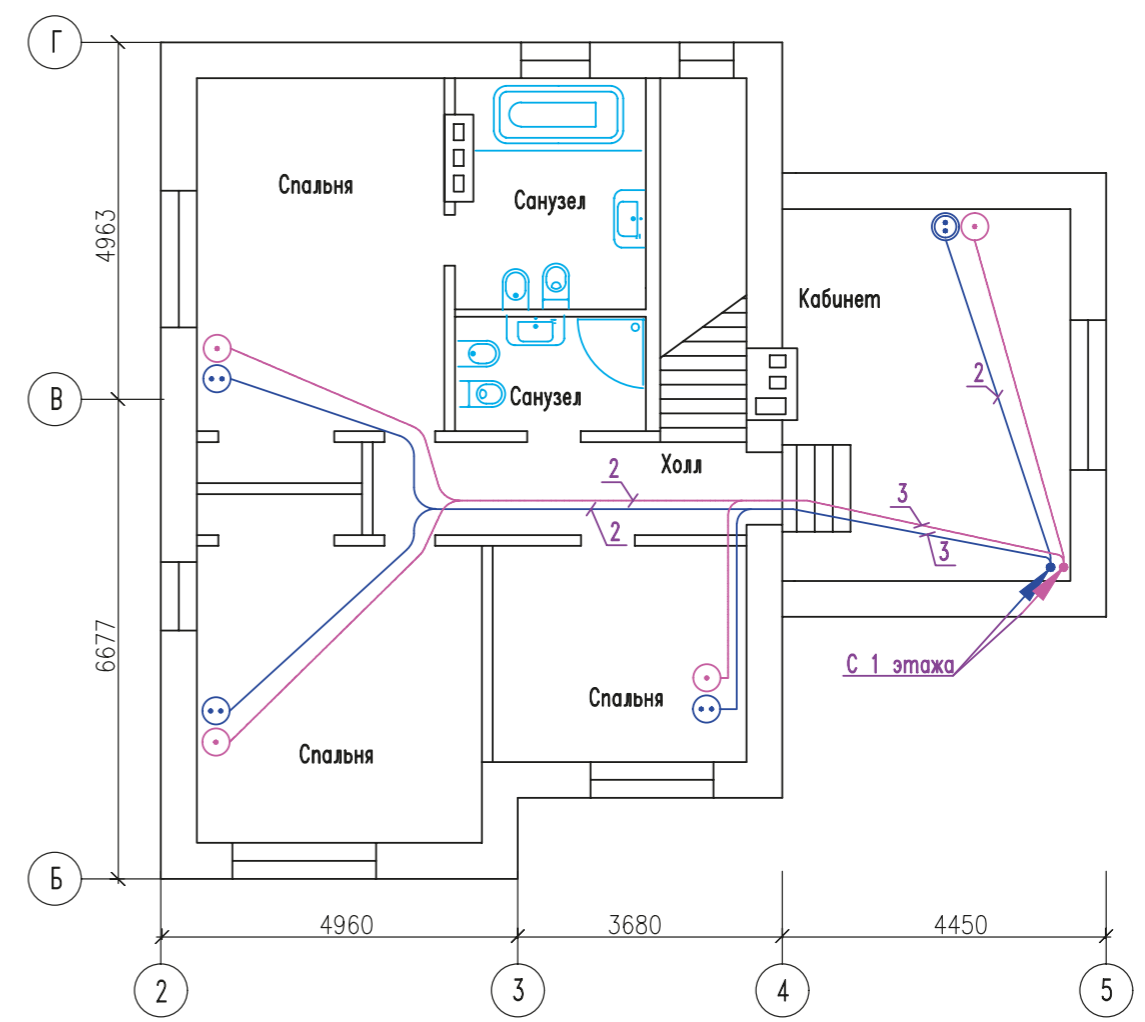 Г
Спальня
Санузел
4963
Кабинет
2
В
Санузел
Холл
2
3
2
3
6677
С 1 этажа
Спальня
Спальня
Б
4960
3680
4450
2
3
4
5